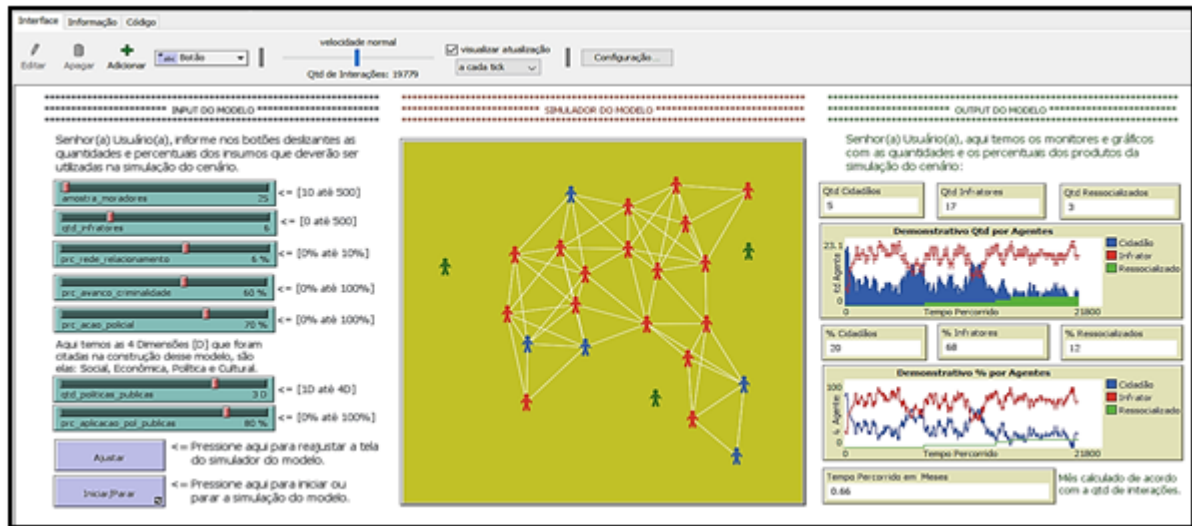 Interface Informação Código
Editar Apagar Adicionar
abc Botão
velocidade normal
Qtd de Interações: 19779
visualizar atualização
a cada tick
Configuração...
INPUT DO MODELO
Senhor(a) Usuário(a), informe nos botões deslizantes as
quantidades e percentuais dos insumos que deverão ser
utilizadas na simulação do cenário.
amostra_moradores 25 <= [10 até 500]
qtd_infratores 6 <= [0 até 500]
prc_rede_relacionamento 6 % <= [0% até 10%]
prc_avanco_criminalidade 60 % <= [0% até 100%]
prc_acao_policial 70 % <= [0% até 100%]
Aqui temos as 4 Dimensões [D] que foram
citadas na construção desse modelo, são
elas: Social, Econômica, Política e Cultural.
qtd_politicas_publicas 3 D <= [1D até 4D]
prc_aplicacao_pol_publicas 80 % <= [0% até 100%]
Ajustar
<= Pressione aqui para reajustar a tela
do simulador do modelo.
Iniciar/Parar
<= Pressione aqui para iniciar ou
parar a simulação do modelo.
SIMULADOR DO MODELO
OUTPUT DO MODELO
Senhor(a) Usuário(a), aqui temos os monitores e gráficos
com as quantidades e os percentuais dos produtos da
simulação do cenário:
Qtd Cidadãos
5
Qtd Infratores
17
Qtd Ressocializados
3
Demonstrativo Qtd por Agentes
23.1
td Agente
0
0
Tempo Percorrido
21800
Cidadão
Infrator
Ressocializado
% Cidadãos
20
% Infratores
68
% Ressocializados
12
Demonstrativo % por Agentes
100
% Agente
0
0
Tempo Percorrido
21800
Cidadão
Infrator
Ressocializado
Tempo Percorrido em Meses
0.66
Mês calculado de acordo
com a qtd de interações.